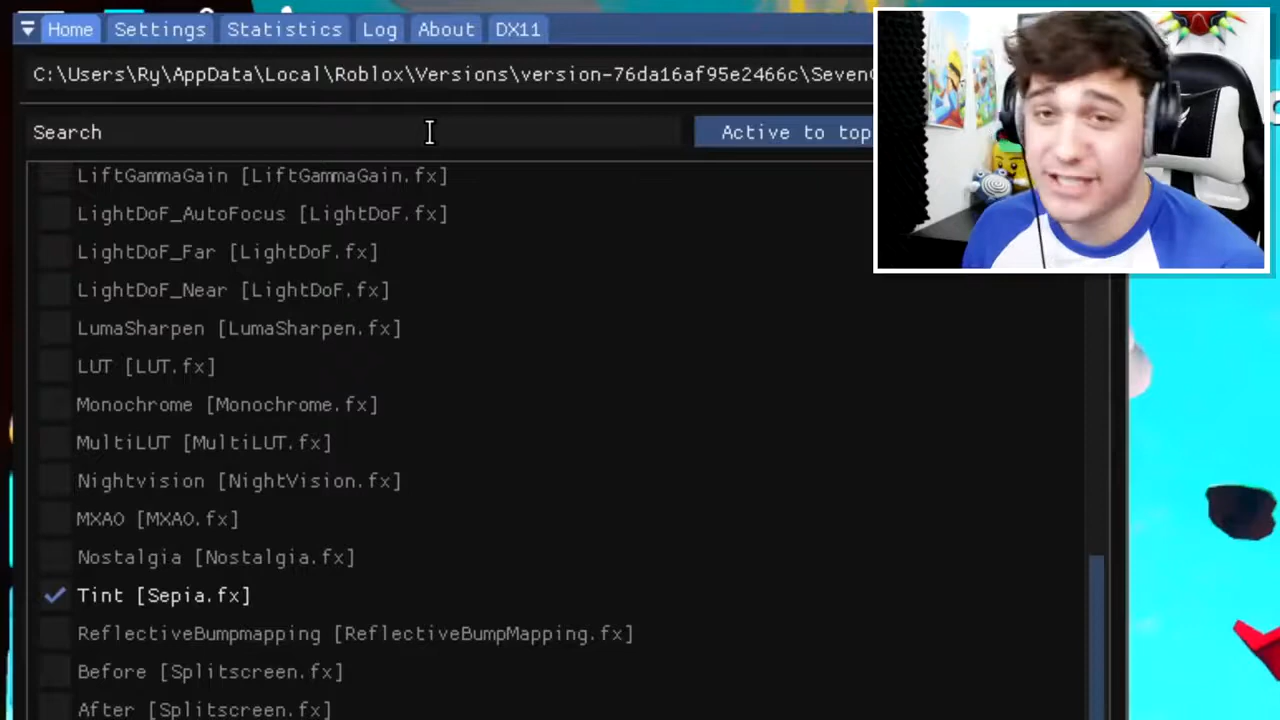 Home Settings Statistics Log About DX11
C:\Users\Ry\AppData\Local\Roblox\Versions\version-76da16af95e2466c\Seven
Search
Active to top
LiftGammaGain [LiftGammaGain.fx]
LightDoF_AutoFocus [LightDoF.fx]
LightDoF_Far [LightDoF.fx]
LightDoF_Near [LightDoF.fx]
LumaSharpen [LumaSharpen.fx]
LUT [LUT.fx]
Monochrome [Monochrome.fx]
MultiLUT [MultiLUT.fx]
Nightvision [NightVision.fx]
MXAO [MXAO.fx]
Nostalgia [Nostalgia.fx]
Tint [Sepia.fx]
ReflectiveBumpmapping [ReflectiveBumpMapping.fx]
Before [Splitscreen.fx]
After [Splitscreen.fx]